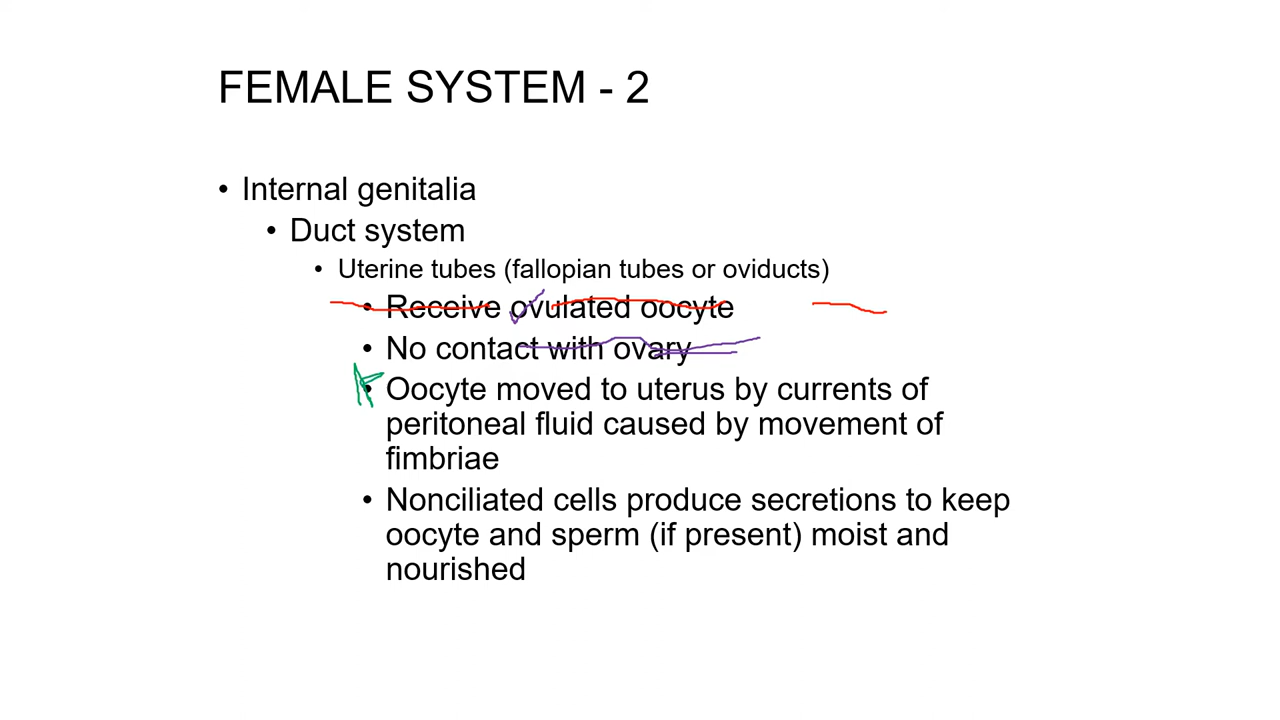 FEMALE SYSTEM - 2
• Internal genitalia
• Duct system
• Uterine tubes (fallopian tubes or oviducts)
• Receive ovulated oocyte
• No contact with ovary
• Oocyte moved to uterus by currents of
peritoneal fluid caused by movement of
fimbriae
• Nonciliated cells produce secretions to keep
oocyte and sperm (if present) moist and
nourished